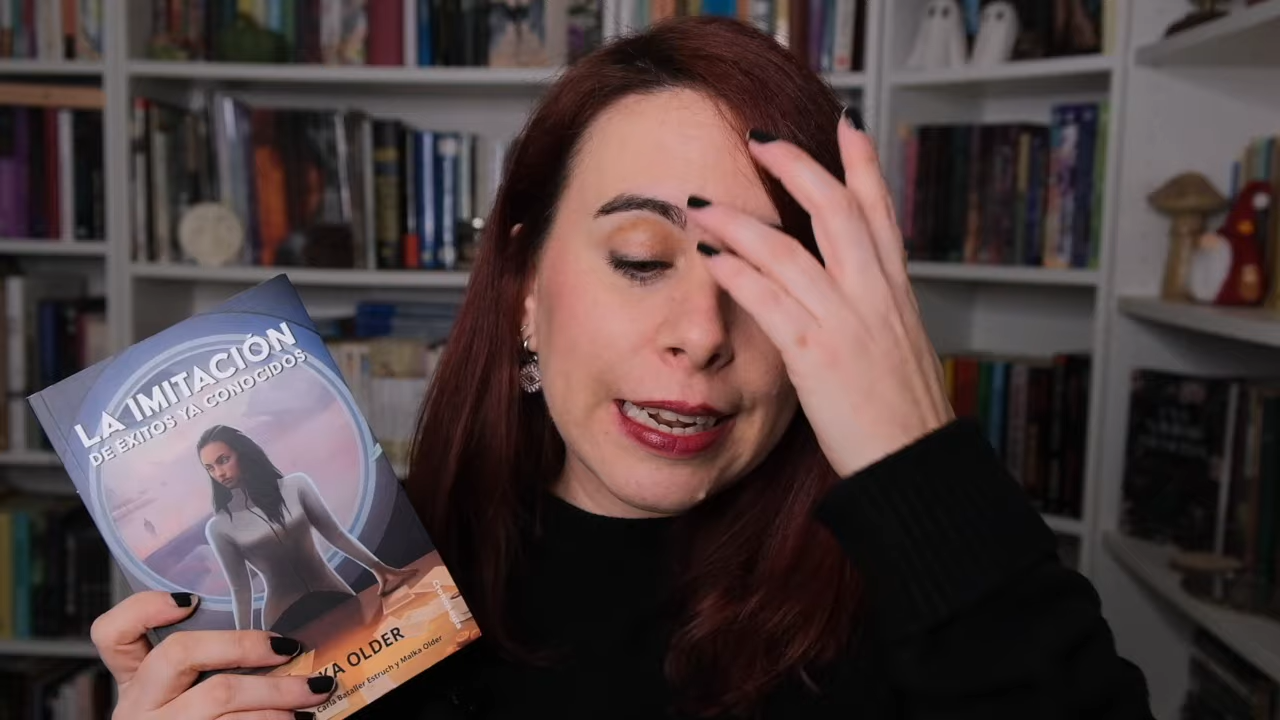 LA IMITACIÓN
DE ÉXITOS YA CONOCIDOS
KA OLDER
Carla Bataller Estruch y Malka Older